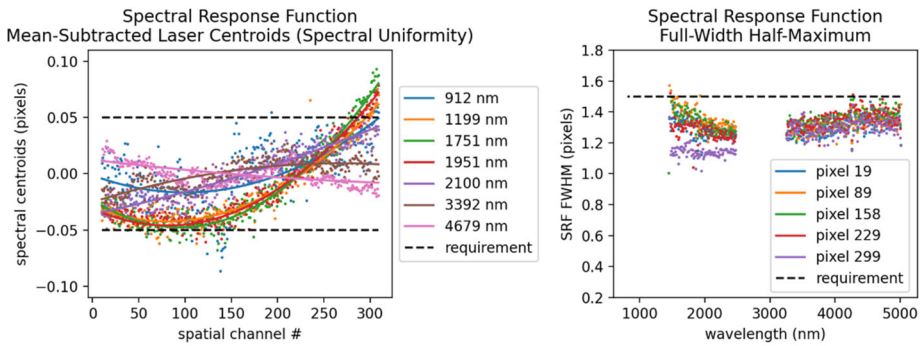 Spectral Response Function
Mean-Subtracted Laser Centroids (Spectral Uniformity)
0.10
0.05
0.00
−0.05
−0.10
spectral centroids (pixels)
0
50
100
150
200
250
300
spatial channel #
912 nm
1199 nm
1751 nm
1951 nm
2100 nm
3392 nm
4679 nm
requirement
Spectral Response Function
Full-Width Half-Maximum
1.8
1.6
1.4
1.2
1.0
0.8
0.6
0.4
0.2
SRF FWHM (pixels)
pixel 19
pixel 89
pixel 158
pixel 229
pixel 299
requirement
1000
2000
3000
4000
5000
wavelength (nm)